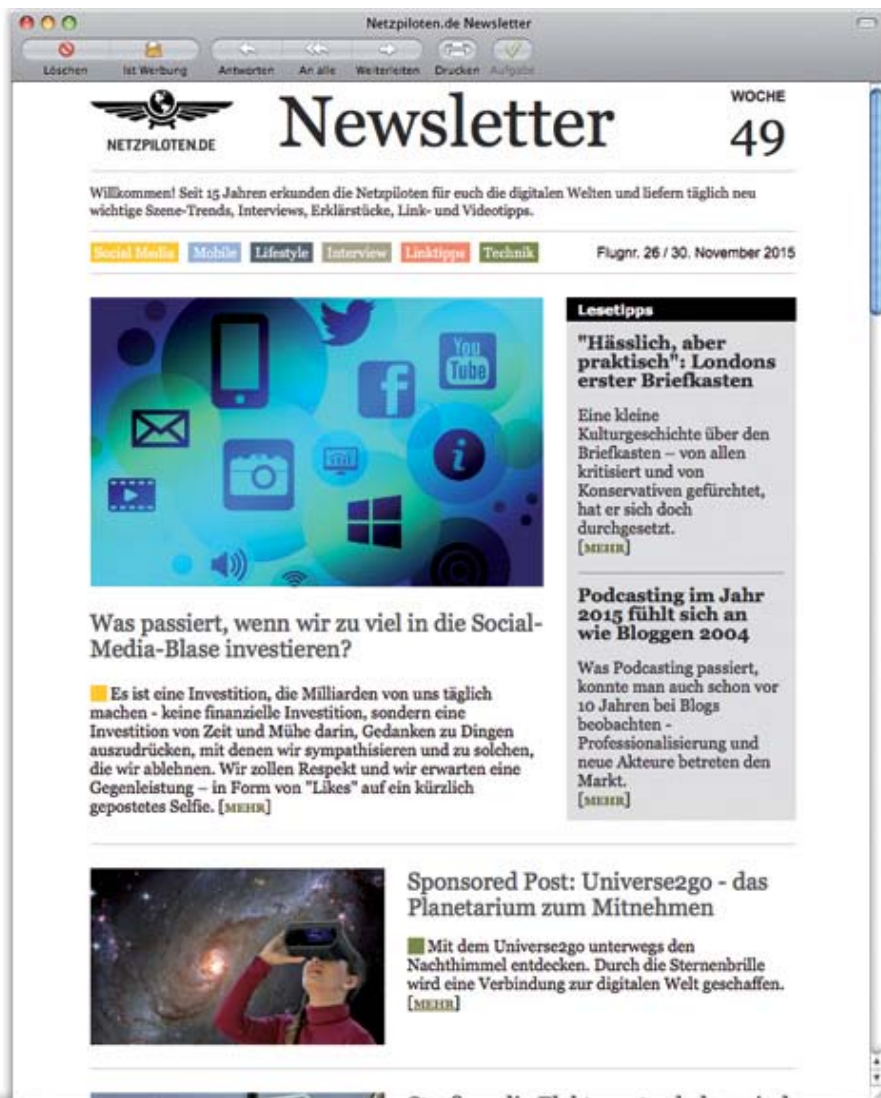 Netzpiloten.de Newsletter
Löschen Ist Werbung Antworten An alle Weiterleiten Drucken Aufgabe
NETZPILOTEN.DE
Newsletter
WOCHE
49
Willkommen! Seit 15 Jahren erkunden die Netzpiloten für euch die digitalen Welten und liefern täglich neu
wichtige Szene-Trends, Interviews, Erklärstücke, Link- und Videotipps.
Social Media Mobile Lifestyle Interview Linktipps Technik Flugnr. 26 / 30. November 2015
You
Tube
Was passiert, wenn wir zu viel in die Social-
Media-Blase investieren?
Es ist eine Investition, die Milliarden von uns täglich
machen - keine finanzielle Investition, sondern eine
Investition von Zeit und Mühe darin, Gedanken zu Dingen
auszudrücken, mit denen wir sympathisieren und zu solchen,
die wir ablehnen. Wir zollen Respekt und wir erwarten eine
Gegenleistung – in Form von "Likes" auf ein kürzlich
gepostetes Selfie. [MEHR]
Lesetipps
"Hässlich, aber
praktisch": Londons
erster Briefkasten
Eine kleine
Kulturgeschichte über den
Briefkasten – von allen
kritisiert und von
Konservativen gefürchtet,
hat er sich doch
durchgesetzt.
[MEHR]
Podcasting im Jahr
2015 fühlt sich an
wie Bloggen 2004
Was Podcasting passiert,
konnte man auch schon vor
10 Jahren bei Blogs
beobachten -
Professionalisierung und
neue Akteure betreten den
Markt.
[MEHR]
Sponsored Post: Universe2go - das
Planetarium zum Mitnehmen
Mit dem Universe2go unterwegs den
Nachthimmel entdecken. Durch die Sternenbrille
wird eine Verbindung zur digitalen Welt geschaffen.
[MEHR]